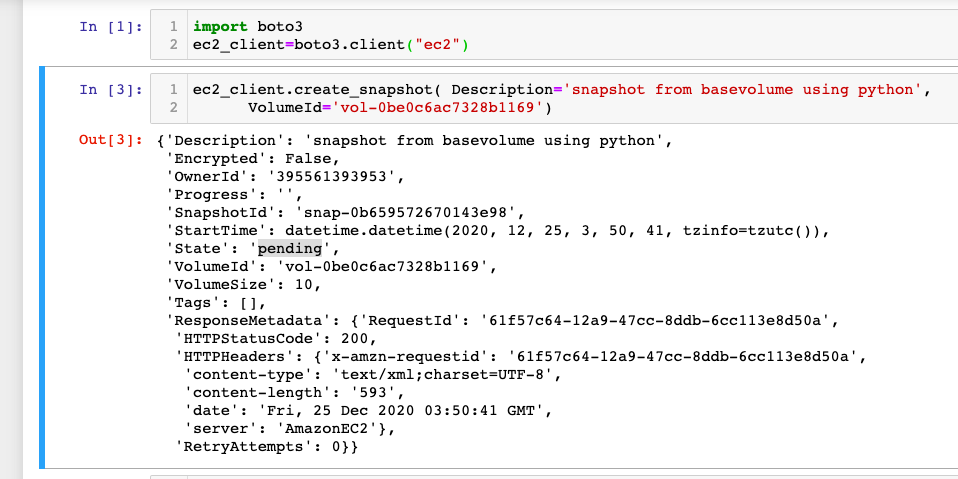 In [1]: 1 import boto3
2 ec2_client=boto3.client("ec2")
In [3]: 1 ec2_client.create_snapshot( Description='snapshot from basevolume using python',
2 VolumeId='vol-0be0c6ac7328b1169')
Out[3]: {'Description': 'snapshot from basevolume using python',
'Encrypted': False,
'OwnerId': '395561393953',
'Progress': '',
'SnapshotId': 'snap-0b659572670143e98',
'StartTime': datetime.datetime(2020, 12, 25, 3, 50, 41, tzinfo=tzutc()),
'State': 'pending',
'VolumeId': 'vol-0be0c6ac7328b1169',
'VolumeSize': 10,
'Tags': [],
'ResponseMetadata': {'RequestId': '61f57c64-12a9-47cc-8ddb-6cc113e8d50a',
'HTTPStatusCode': 200,
'HTTPHeaders': {'x-amzn-requestid': '61f57c64-12a9-47cc-8ddb-6cc113e8d50a',
'content-type': 'text/xml;charset=UTF-8',
'content-length': '593',
'date': 'Fri, 25 Dec 2020 03:50:41 GMT',
'server': 'AmazonEC2'},
'RetryAttempts': 0}}